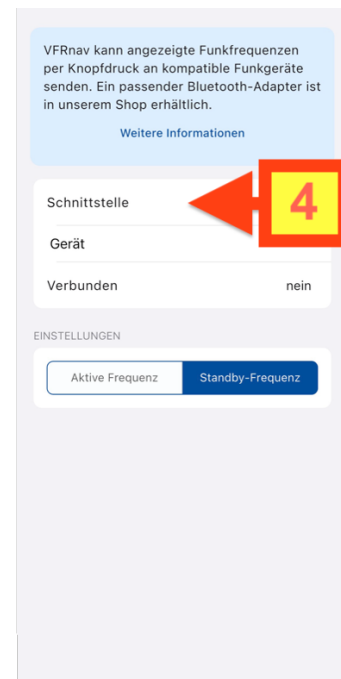 VFRnav kann angezeigte Funkfrequenzen
per Knopfdruck an kompatible Funkgeräte
senden. Ein passender Bluetooth-Adapter ist
in unserem Shop erhältlich.
Weitere Informationen
Schnittstelle
4
Gerät
Verbunden nein
EINSTELLUNGEN
Aktive Frequenz Standby-Frequenz